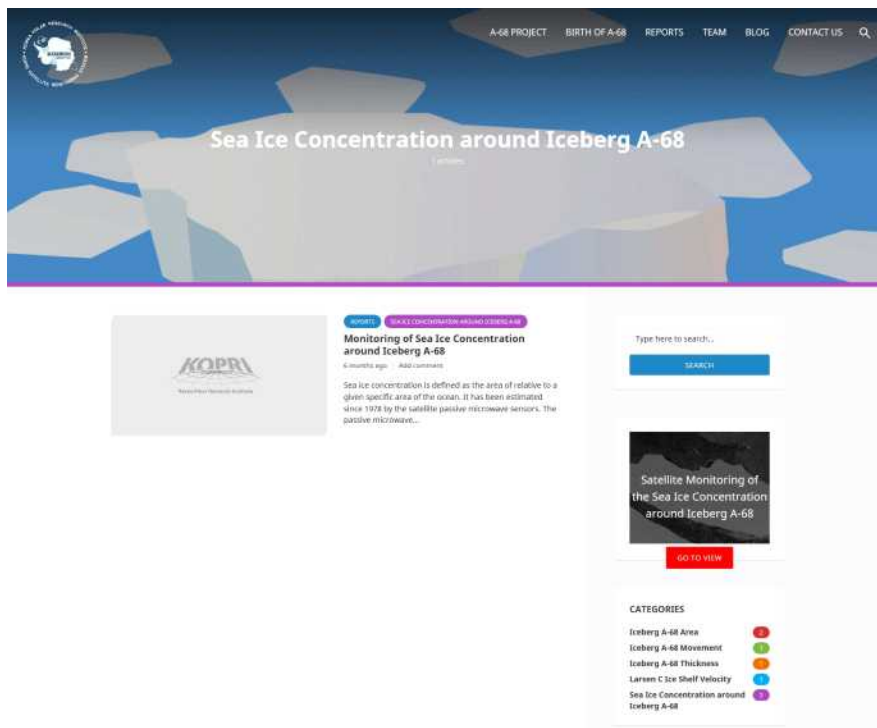 A-68 PROJECT BIRTH OF A-68 REPORTS TEAM BLOG CONTACT US
Sea Ice Concentration around Iceberg A-68
REPORTS SEA ICE CONCENTRATION AROUND ICEBERG A-68
Monitoring of Sea Ice Concentration
around Iceberg A-68
6 months ago Add comment
Sea ice concentration is defined as the area of relative to a
given specific area of the ocean. It has been estimated
since 1978 by the satellite passive microwave sensors. The
passive microwave...
KOPRI
Korea Polar Research Institute
Type here to search...
SEARCH
Satellite Monitoring of
the Sea Ice Concentration
around Iceberg A-68
GO TO VIEW
CATEGORIES
Iceberg A-68 Area 2
Iceberg A-68 Movement
Iceberg A-68 Thickness
Larsen C Ice Shelf Velocity
Sea Ice Concentration around
Iceberg A-68